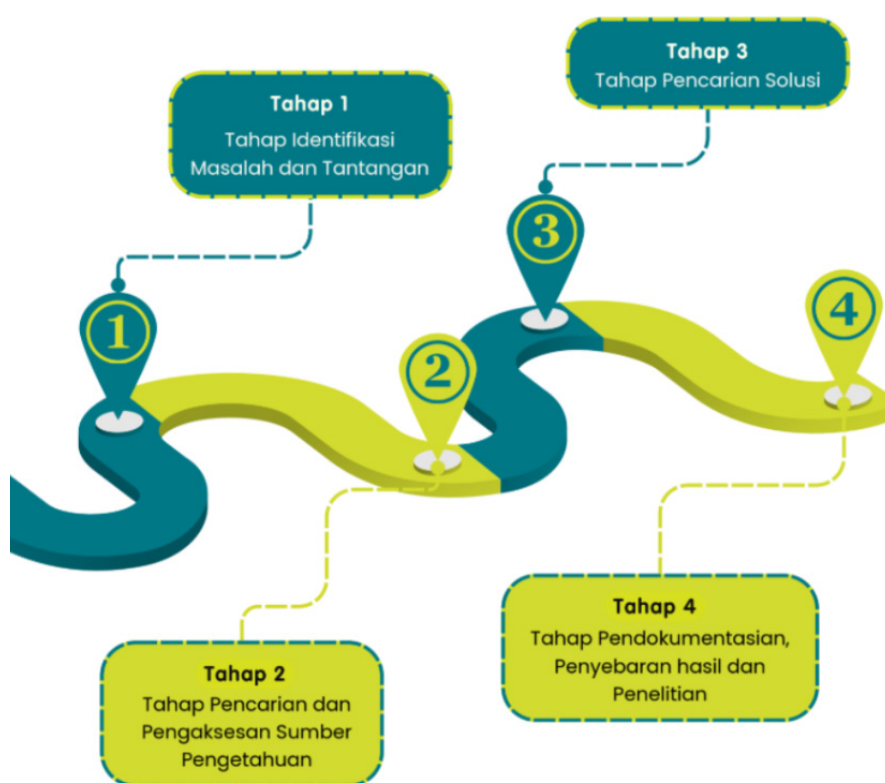 Tahap 1
Tahap Identifikasi
Masalah dan Tantangan
Tahap 3
Tahap Pencarian Solusi
1
2
3
4
Tahap 2
Tahap Pencarian dan
Pengaksesan Sumber
Pengetahuan
Tahap 4
Tahap Pendokumentasian,
Penyebaran hasil dan
Penelitian